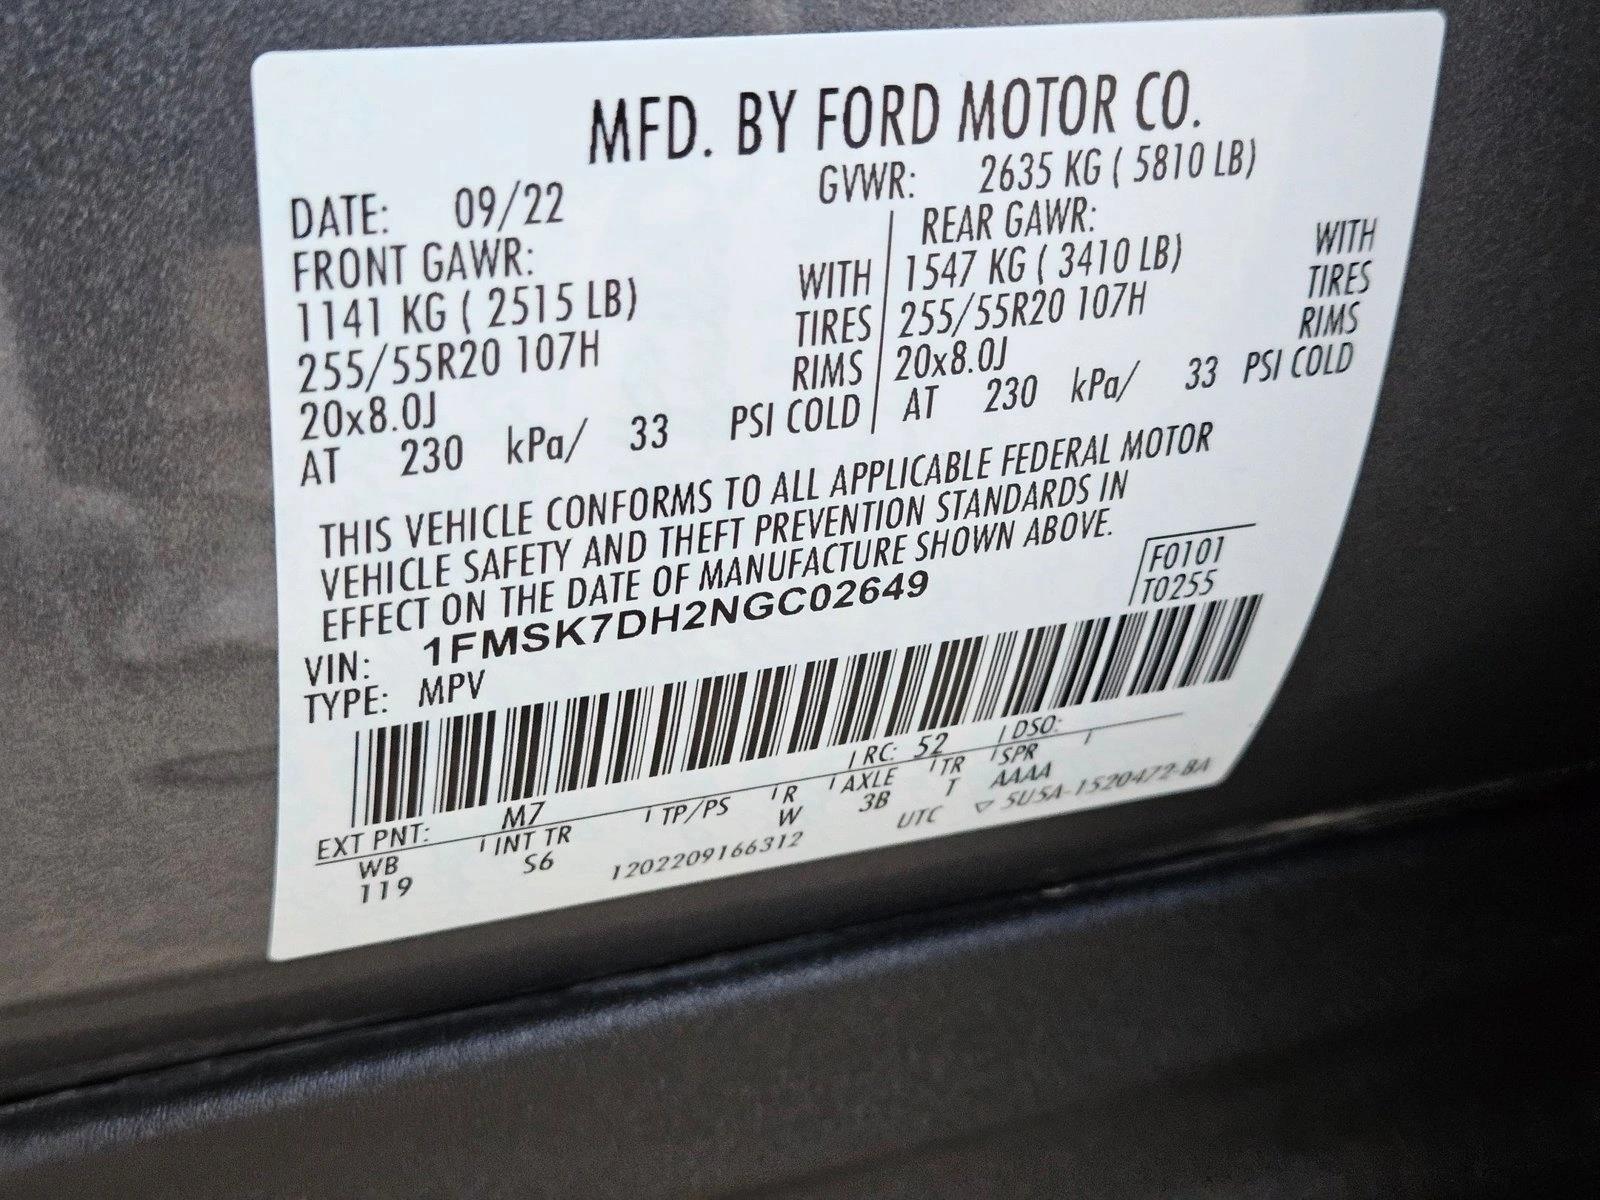 MFD. BY FORD MOTOR CO.
DATE: 09/22 GVWR: 2635 KG ( 5810 LB)
FRONT GAWR: REAR GAWR:
1141 KG ( 2515 LB) WITH 1547 KG ( 3410 LB) WITH
255/55R20 107H TIRES 255/55R20 107H TIRES
20x8.0J RIMS 20x8.0J RIMS
AT 230 kPa/ 33 PSI COLD AT 230 kPa/ 33 PSI COLD
THIS VEHICLE CONFORMS TO ALL APPLICABLE FEDERAL MOTOR
VEHICLE SAFETY AND THEFT PREVENTION STANDARDS IN
EFFECT ON THE DATE OF MANUFACTURE SHOWN ABOVE.
VIN: 1FMSK7DH2NGC02649 F0101
TYPE: MPV T0255
EXT PNT: M7 RC: 52 DSO:
WB INT TR TP/PS R AXLE TR SPR
119 S6 W 3B T AAAA
1202209166312 UTC 5U5A-1520472-BA